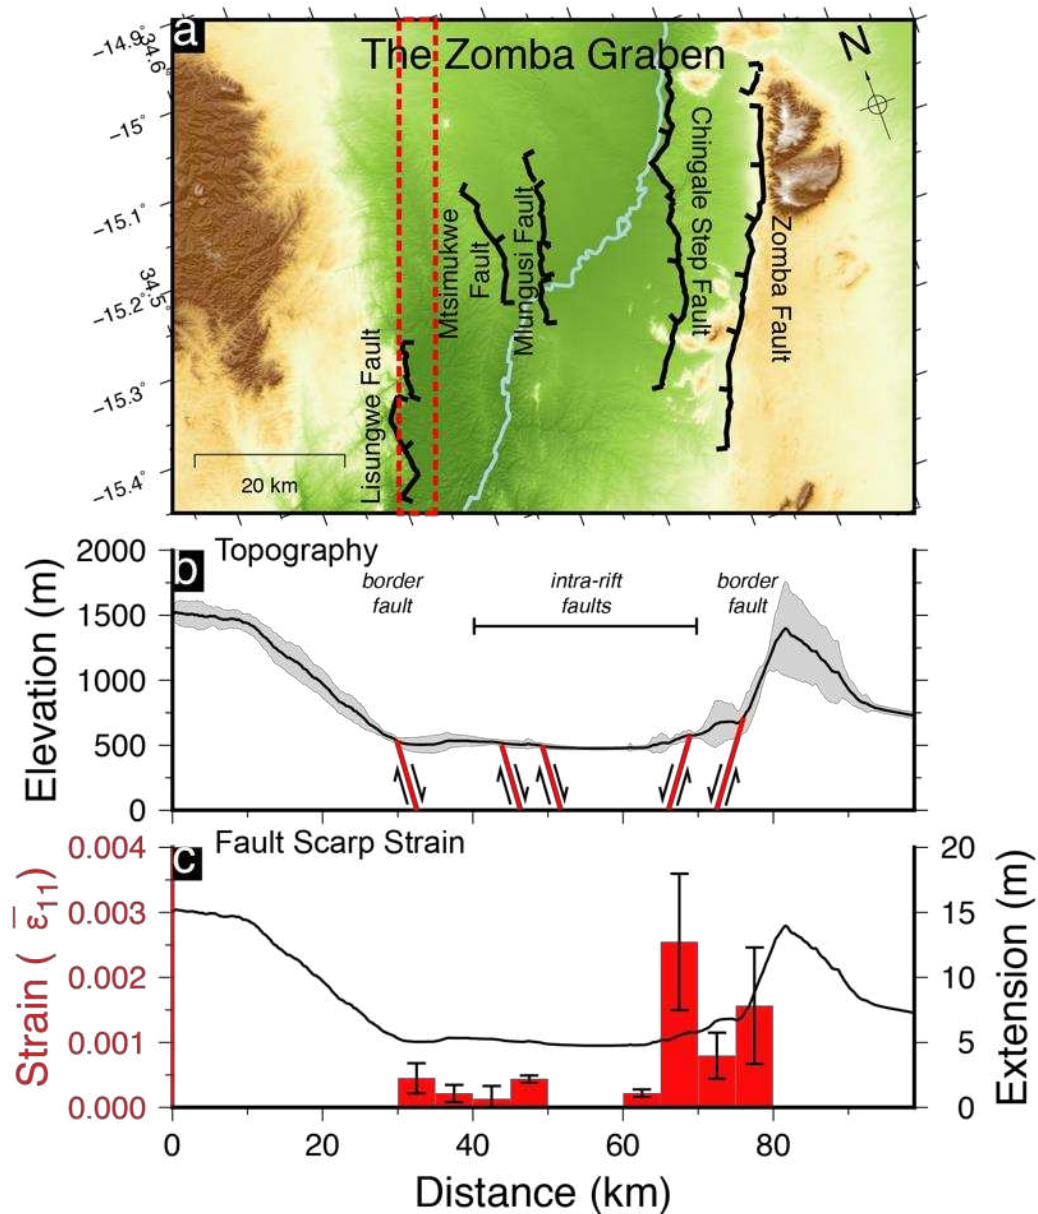 a
The Zomba Graben
N
−14.9°
34.6°
−15°
−15.1°
−15.2°
34.5°
−15.3°
−15.4°
Lisungwe Fault
Mtsimukwe
Fault
Mlungusi Fault
Chingale Step Fault
Zomba Fault
20 km
b
Topography
Elevation (m)
2000
1500
1000
500
0
border
fault
intra-rift
faults
border
fault
c
Fault Scarp Strain
Strain ( ε̅₁₁)
0.004
0.003
0.002
0.001
0.000
20
15
10
5
0
Extension (m)
0 20 40 60 80
Distance (km)